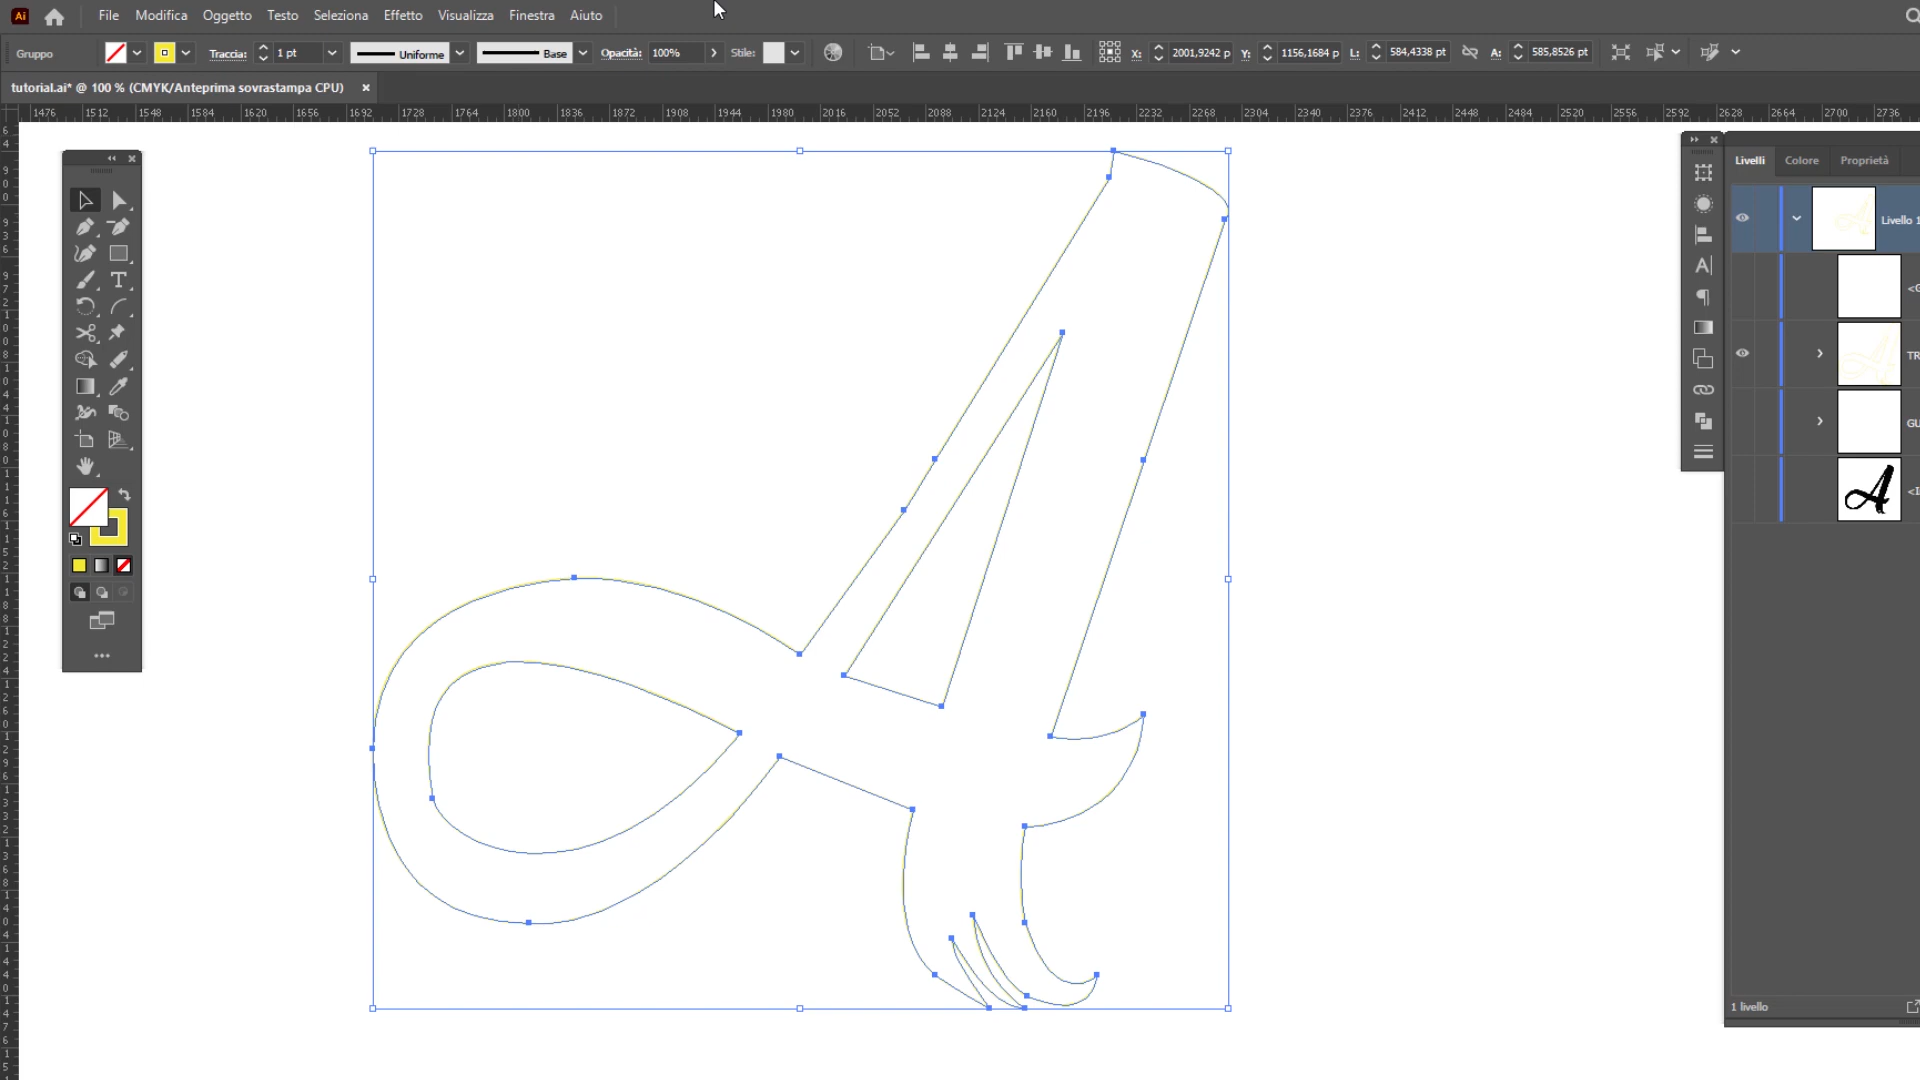 Ai File Modifica Oggetto Testo Seleziona Effetto Visualizza Finestra Aiuto
Gruppo Traccia: 1 pt Uniforme Base Opacità: 100% Stile: X: 2001,9242 p Y: 1156,1684 p L: 584,4338 pt A: 585,8526 pt
tutorial.ai* @ 100 % (CMYK/Anteprima sovrastampa CPU)
1476 1512 1548 1584 1620 1656 1692 1728 1764 1800 1836 1872 1908 1944 1980 2016 2052 2088 2124 2160 2196 2232 2268 2304 2340 2376 2412 2448 2484 2520 2556 2592 2628 2664 2700 2736
Livelli Colore Proprietà
Livello 1
<G
TR
GU
1 livello